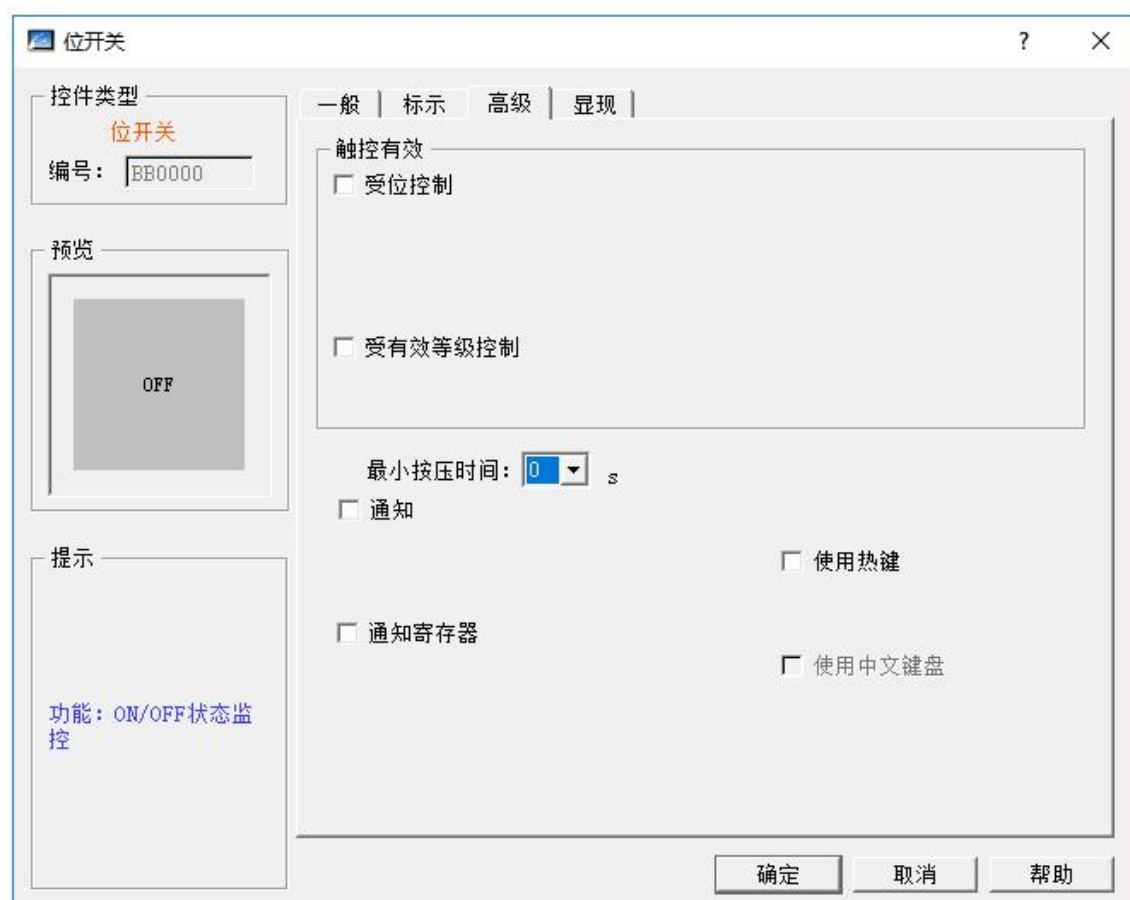 位开关
?
控件类型
位开关
编号： BB0000
预览
OFF
提示
功能：ON/OFF状态监
控
一般 标示 高级 显现
触控有效
受位控制
受有效等级控制
最小按压时间： 0 s
通知
使用热键
通知寄存器
使用中文键盘
确定 取消 帮助